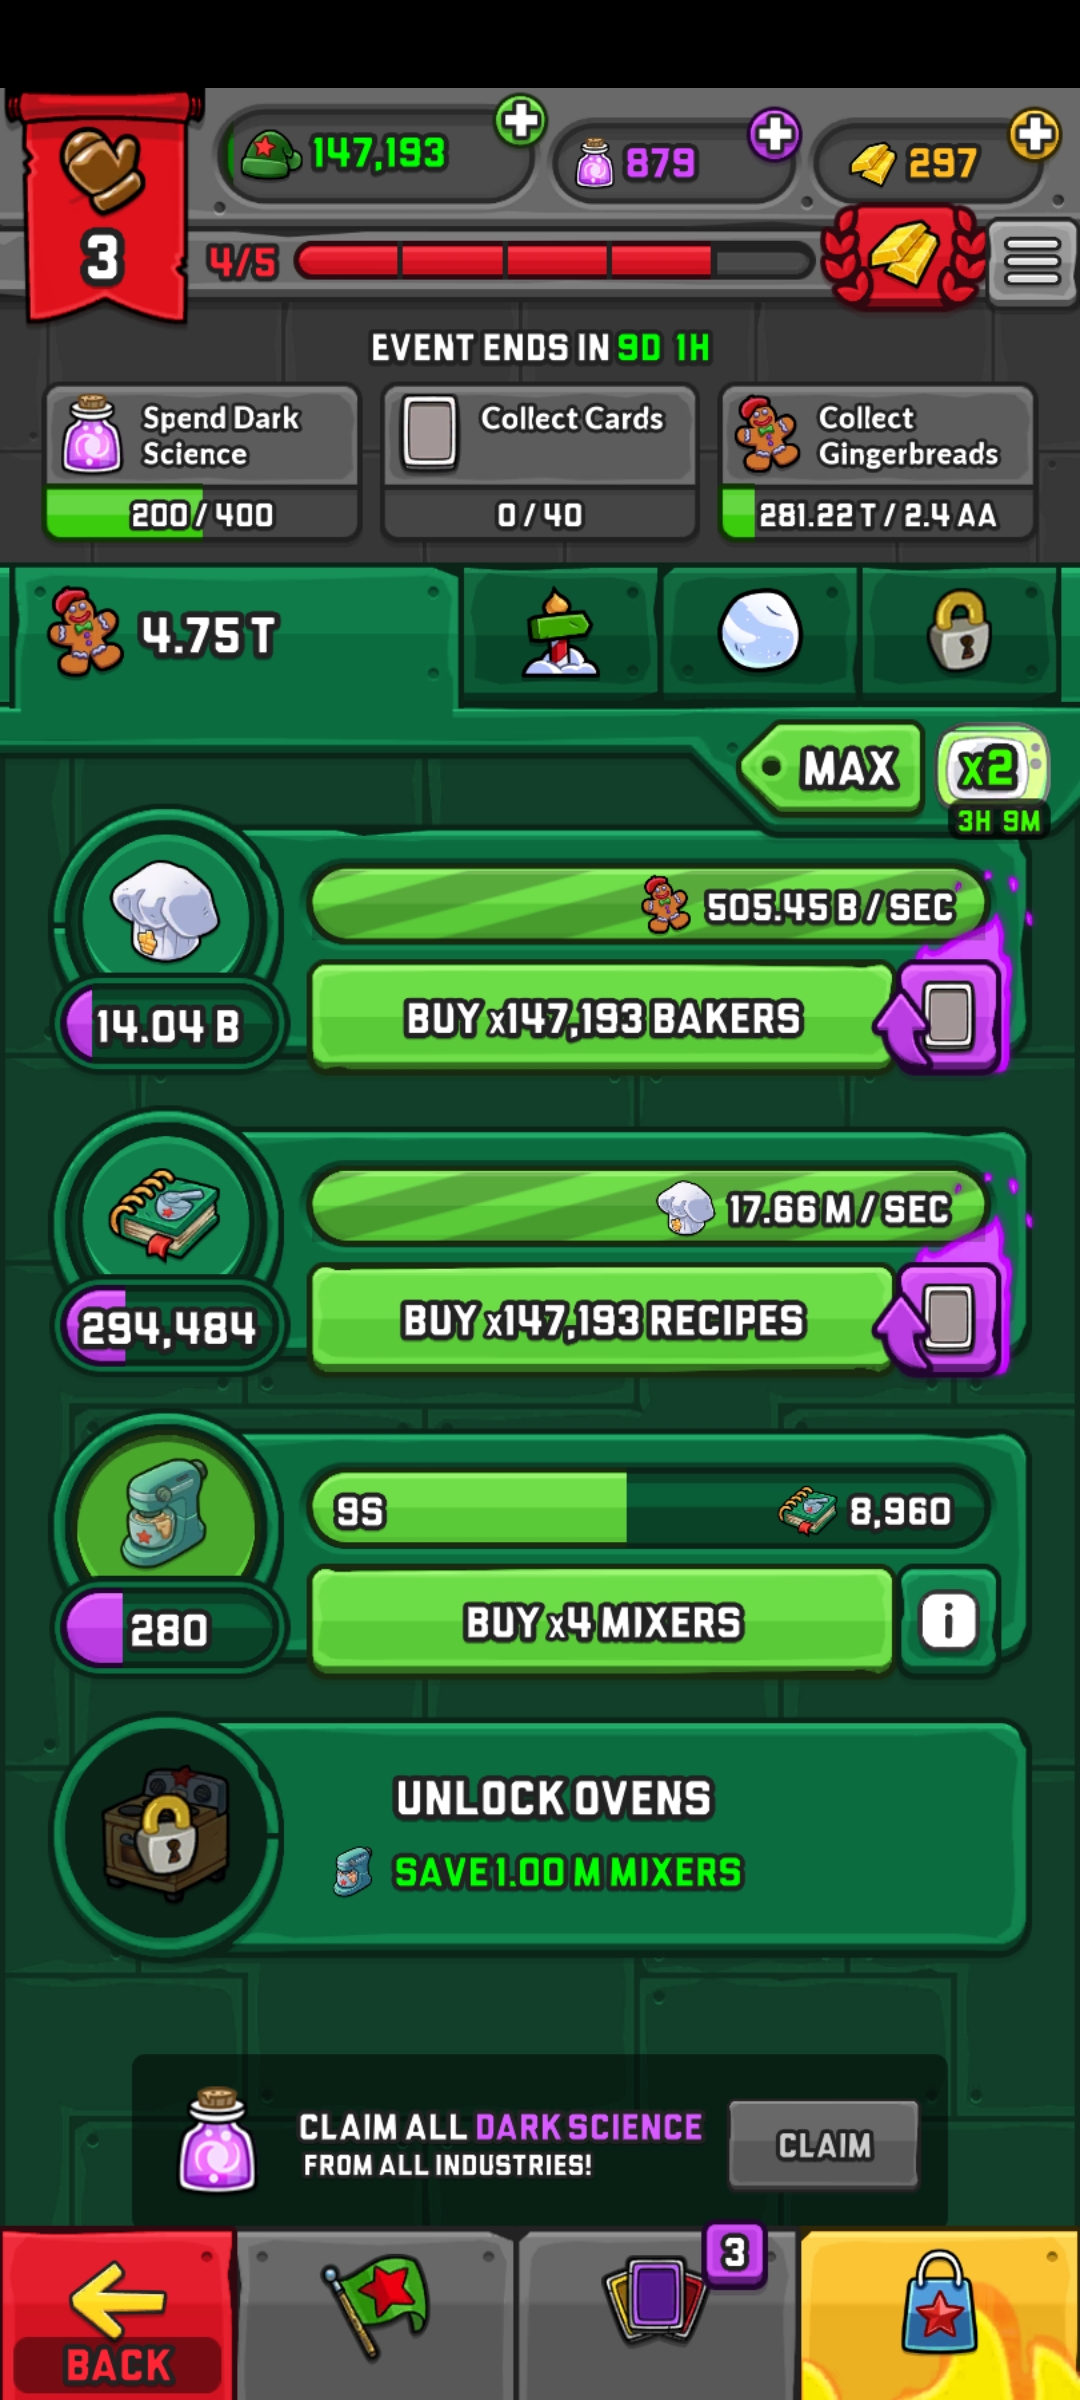 147,193
879
297
3
4/5
EVENT ENDS IN 9D 1H
Spend Dark
Science
200 / 400
Collect Cards
0 / 40
Collect
Gingerbreads
281.22 T / 2.4 AA
4.75 T
MAX
x2
3H 9M
505.45 B / SEC
14.04 B
BUY x147,193 BAKERS
17.66 M / SEC
294,484
BUY x147,193 RECIPES
9S
8,960
280
BUY x4 MIXERS
i
UNLOCK OVENS
SAVE 1.00 M MIXERS
CLAIM ALL DARK SCIENCE
FROM ALL INDUSTRIES!
CLAIM
3
BACK